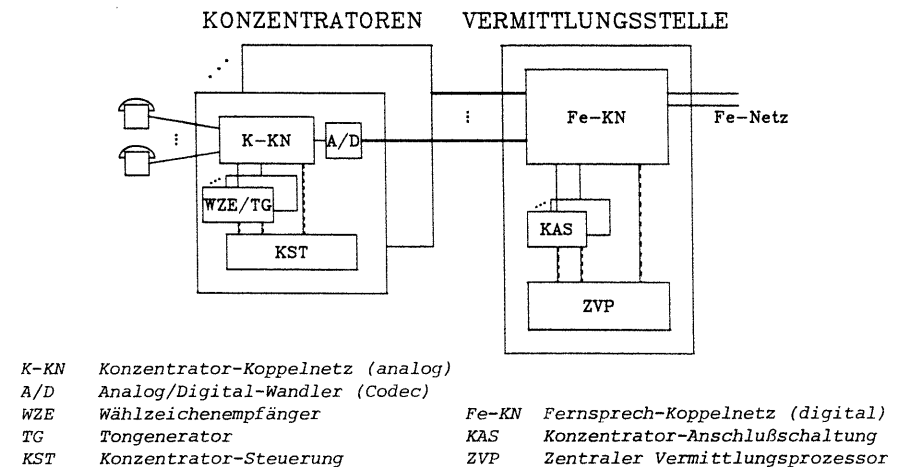 KONZENTRATOREN VERMITTLUNGSSTELLE
K-KN
A/D
WZE/TG
KST
Fe-KN
Fe-Netz
KAS
ZVP
K-KN Konzentrator-Koppelnetz (analog)
A/D Analog/Digital-Wandler (Codec)
WZE Wählzeichenempfänger
TG Tongenerator
KST Konzentrator-Steuerung
Fe-KN Fernsprech-Koppelnetz (digital)
KAS Konzentrator-Anschlußschaltung
ZVP Zentraler Vermittlungsprozessor